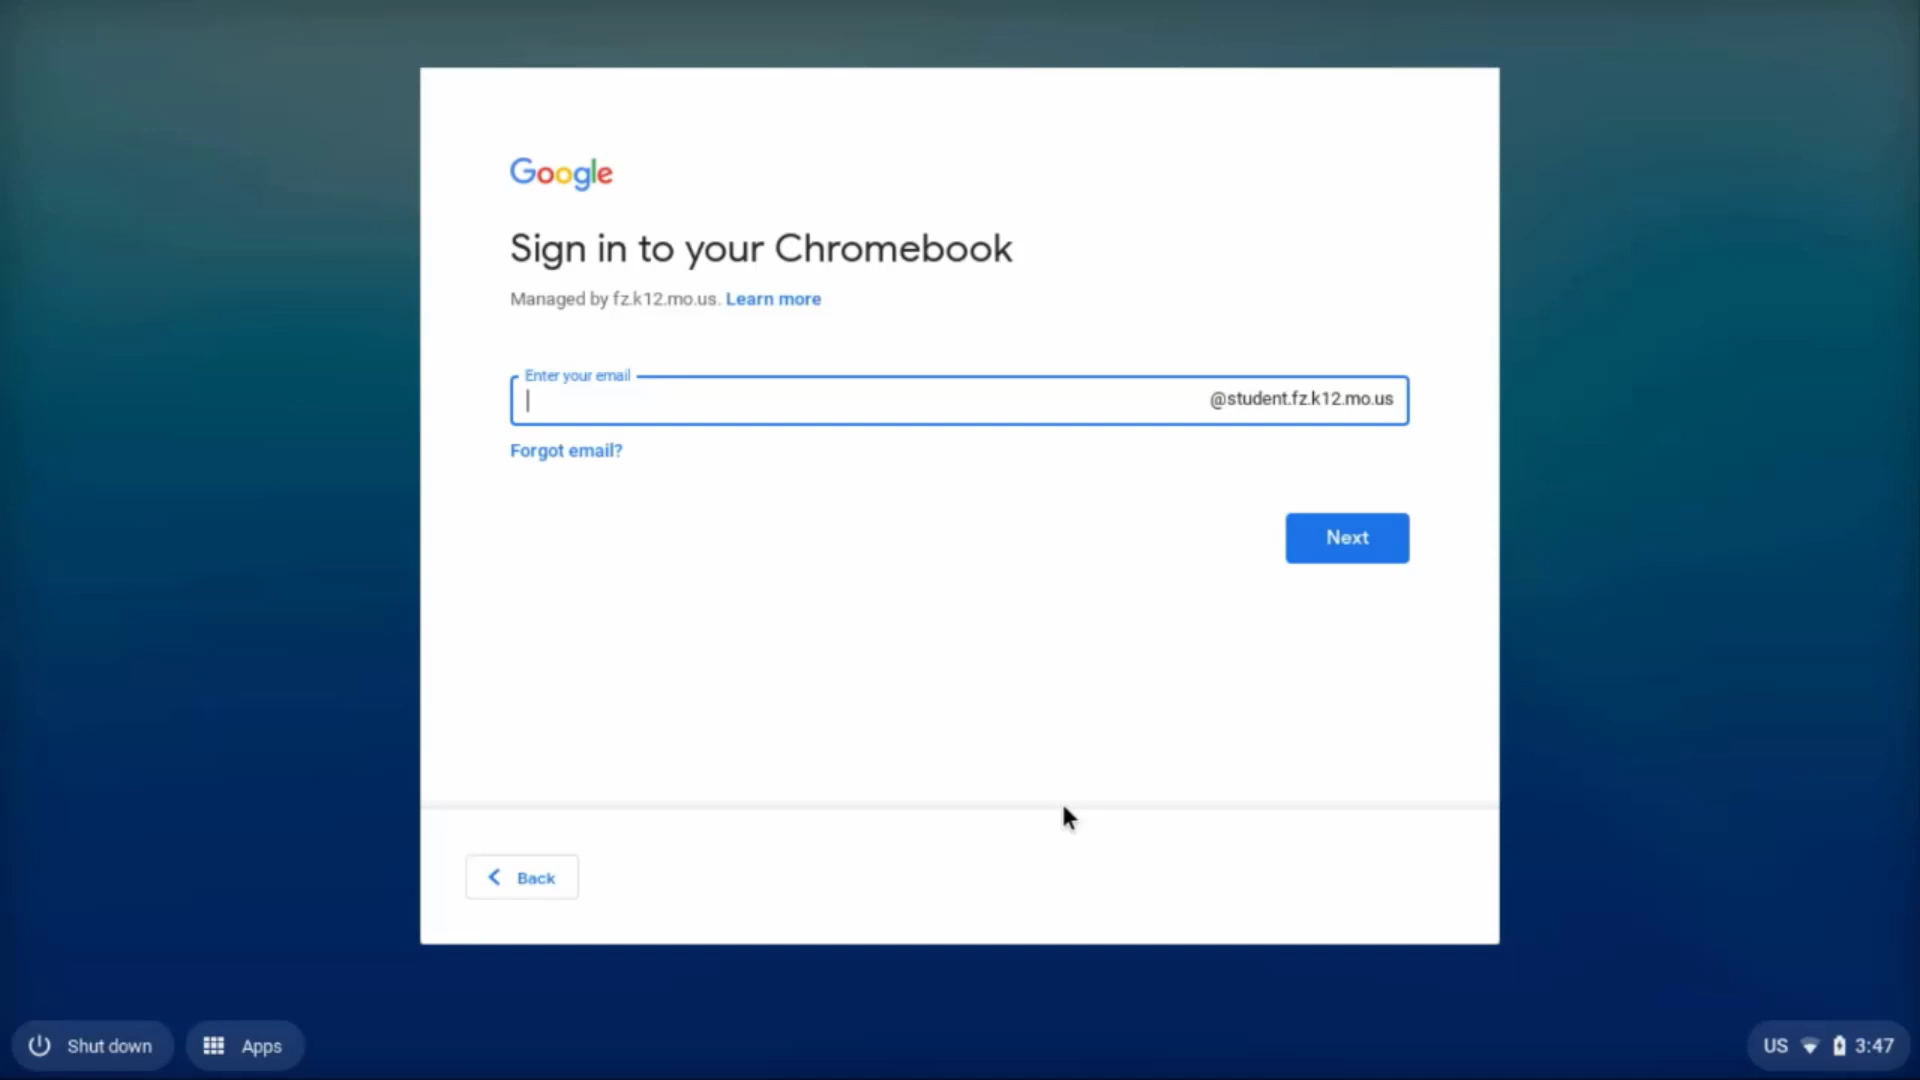 Google
Sign in to your Chromebook
Managed by fz.k12.mo.us. Learn more
Enter your email
@student.fz.k12.mo.us
Forgot email?
Next
Back
Shut down
Apps
US
3:47